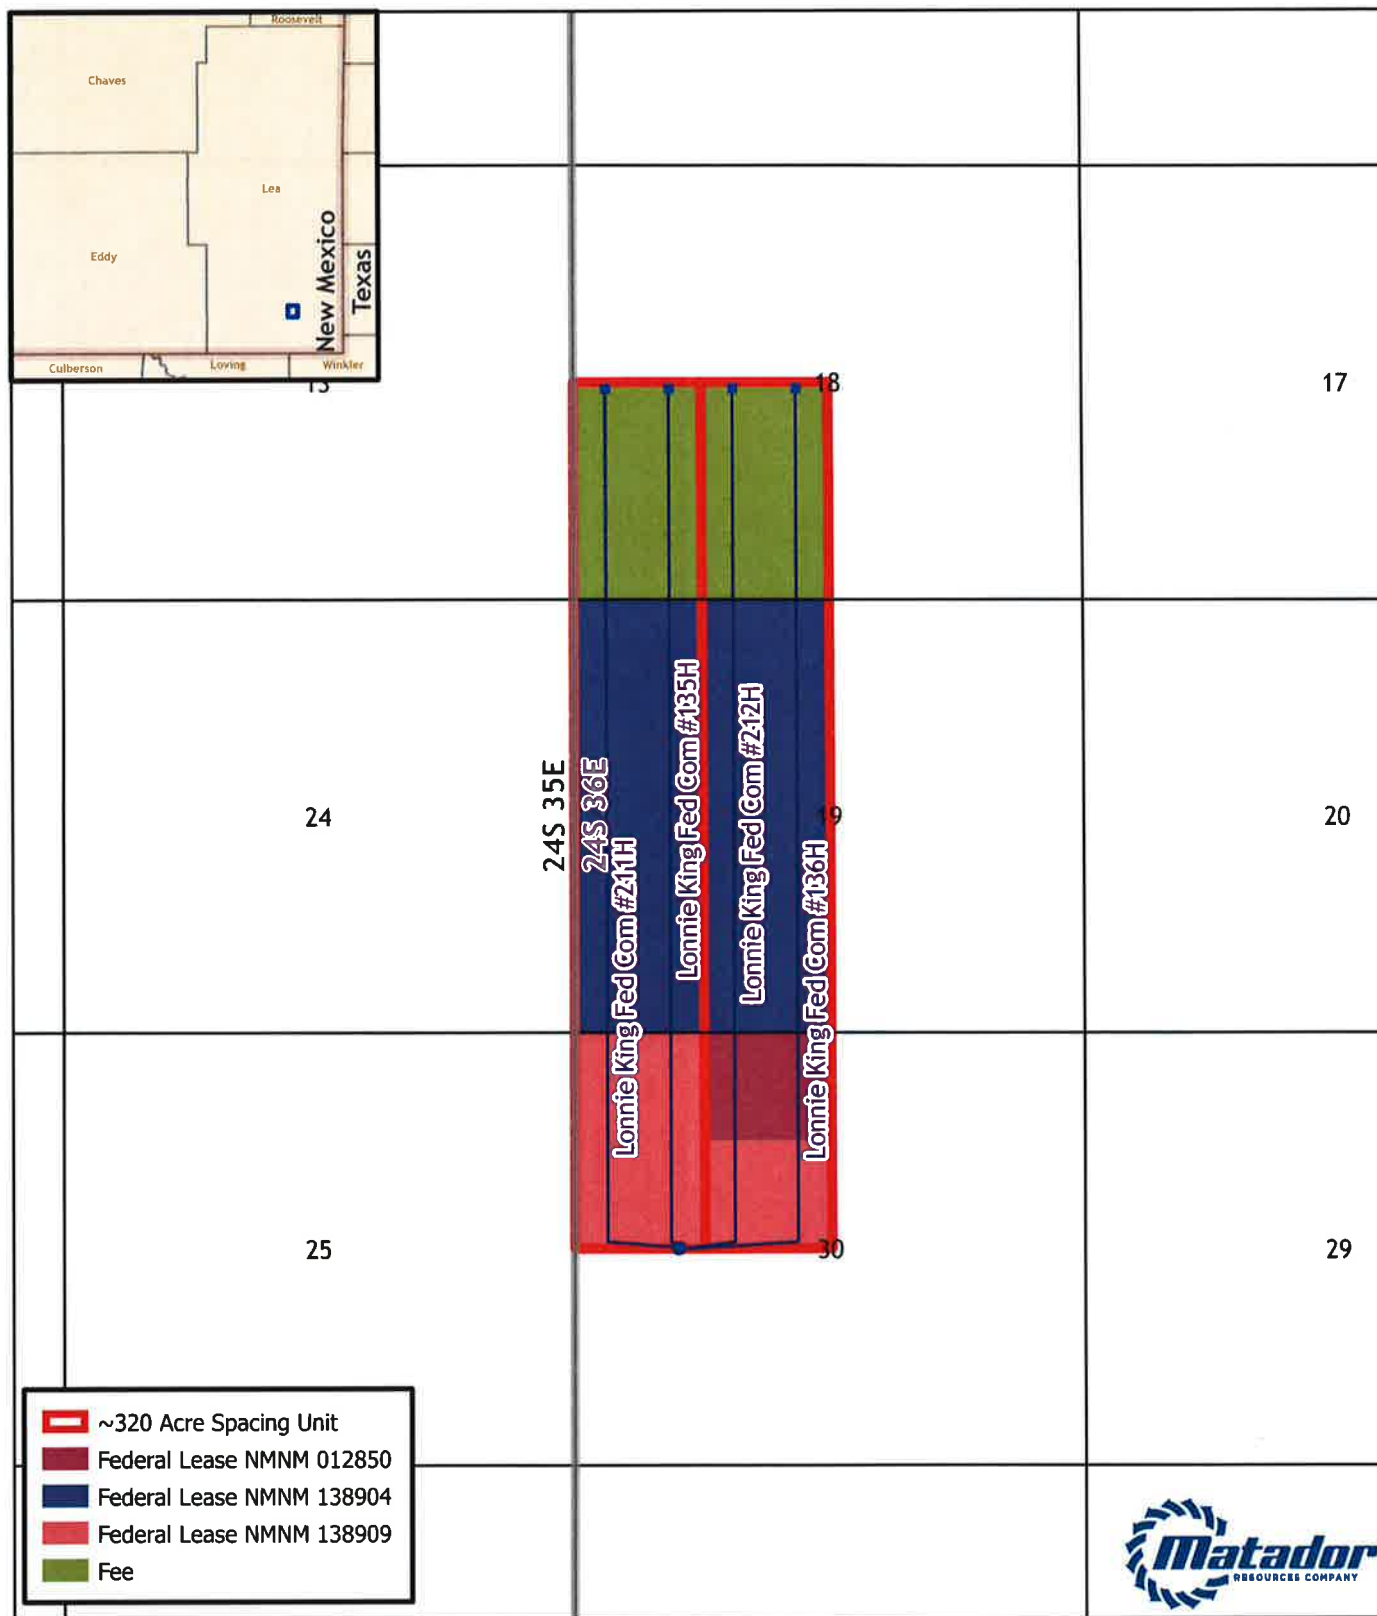 Roosevelt
Chaves
Lea
Eddy
New Mexico
Texas
Culberson
Loving
Winkler
13
18
17
24S 35E
24S 36E
Lonnie King Fed Com #211H
Lonnie King Fed Com #135H
Lonnie King Fed Com #212H
Lonnie King Fed Com #136H
24
19
20
25
30
29
~320 Acre Spacing Unit
Federal Lease NMNM 012850
Federal Lease NMNM 138904
Federal Lease NMNM 138909
Fee
Matador
RESOURCES COMPANY